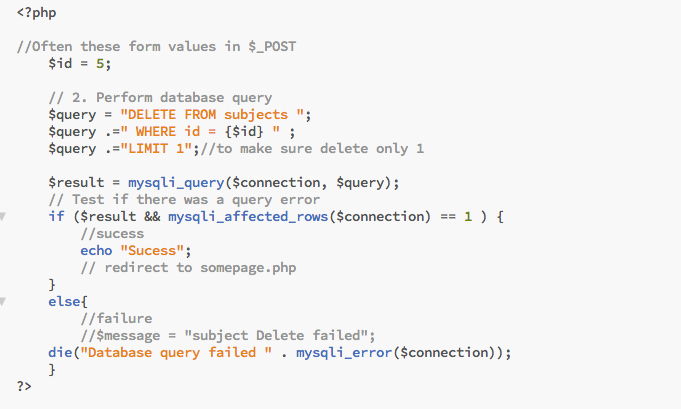 <?php
//Often these form values in $_POST
$id = 5;
// 2. Perform database query
$query = "DELETE FROM subjects ";
$query .=" WHERE id = {$id} " ;
$query .="LIMIT 1";//to make sure delete only 1
$result = mysqli_query($connection, $query);
// Test if there was a query error
if ($result && mysqli_affected_rows($connection) == 1 ) {
//sucess
echo "Sucess";
// redirect to somepage.php
}
else{
//failure
//$message = "subject Delete failed";
die("Database query failed " . mysqli_error($connection));
}
?>